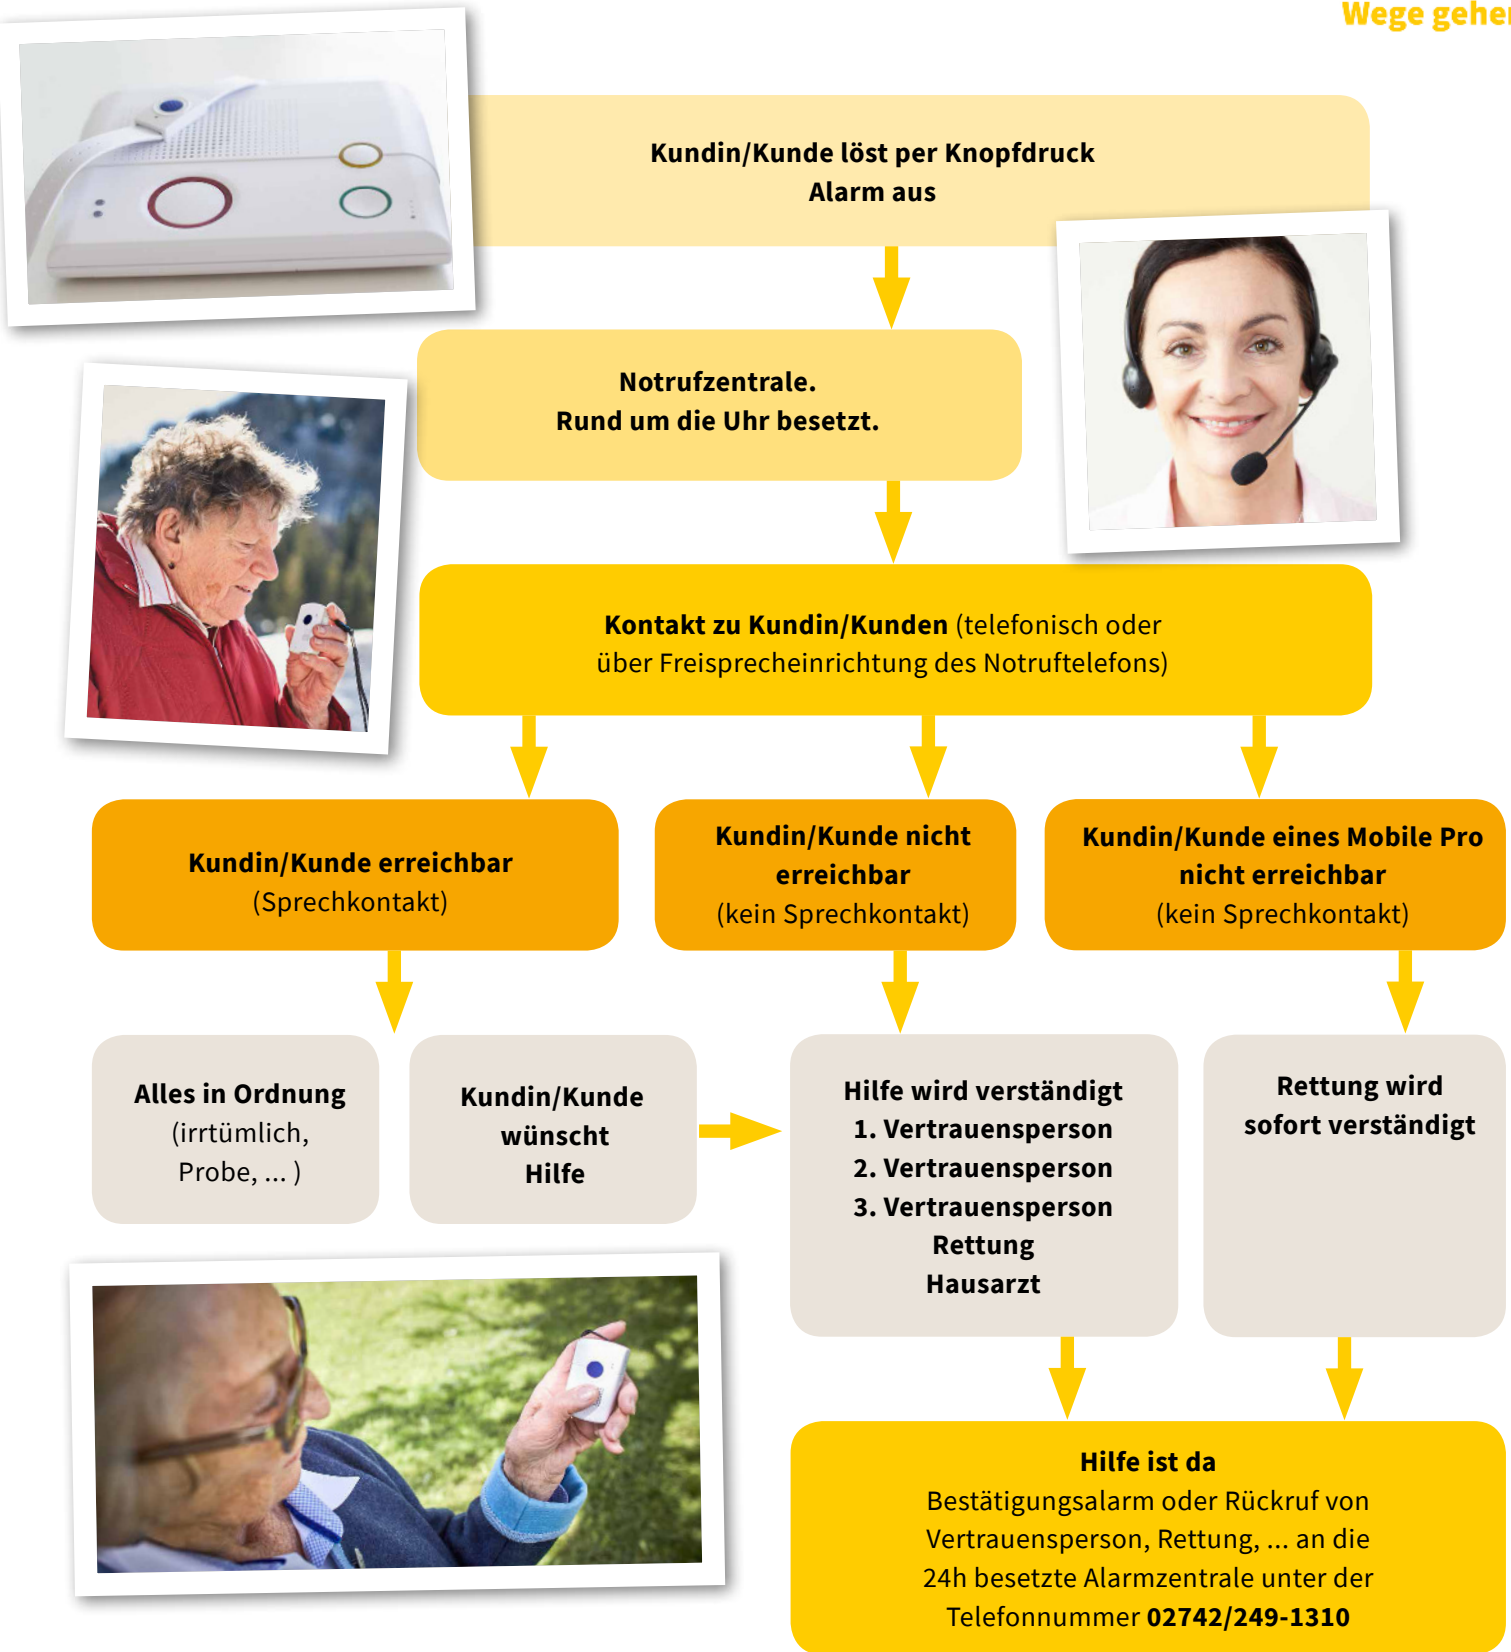 Wege gehen
Kundin/Kunde löst per Knopfdruck
Alarm aus
Notrufzentrale.
Rund um die Uhr besetzt.
Kontakt zu Kundin/Kunden (telefonisch oder
über Freisprecheinrichtung des Notruftelefons)
Kundin/Kunde erreichbar
(Sprechkontakt)
Kundin/Kunde nicht
erreichbar
(kein Sprechkontakt)
Kundin/Kunde eines Mobile Pro
nicht erreichbar
(kein Sprechkontakt)
Alles in Ordnung
(irrtümlich,
Probe, ... )
Kundin/Kunde
wünscht
Hilfe
Hilfe wird verständigt
1. Vertrauensperson
2. Vertrauensperson
3. Vertrauensperson
Rettung
Hausarzt
Rettung wird
sofort verständigt
Hilfe ist da
Bestätigungsalarm oder Rückruf von
Vertrauensperson, Rettung, ... an die
24h besetzte Alarmzentrale unter der
Telefonnummer 02742/249-1310